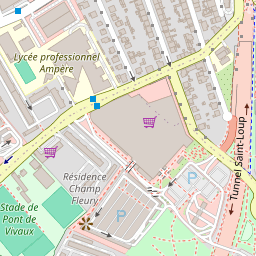 Lycée professionnel
Ampère
Tunnel Saint-Loup
Résidence
Champ
Fleury
P
P
Stade de
Pont de
Vivaux